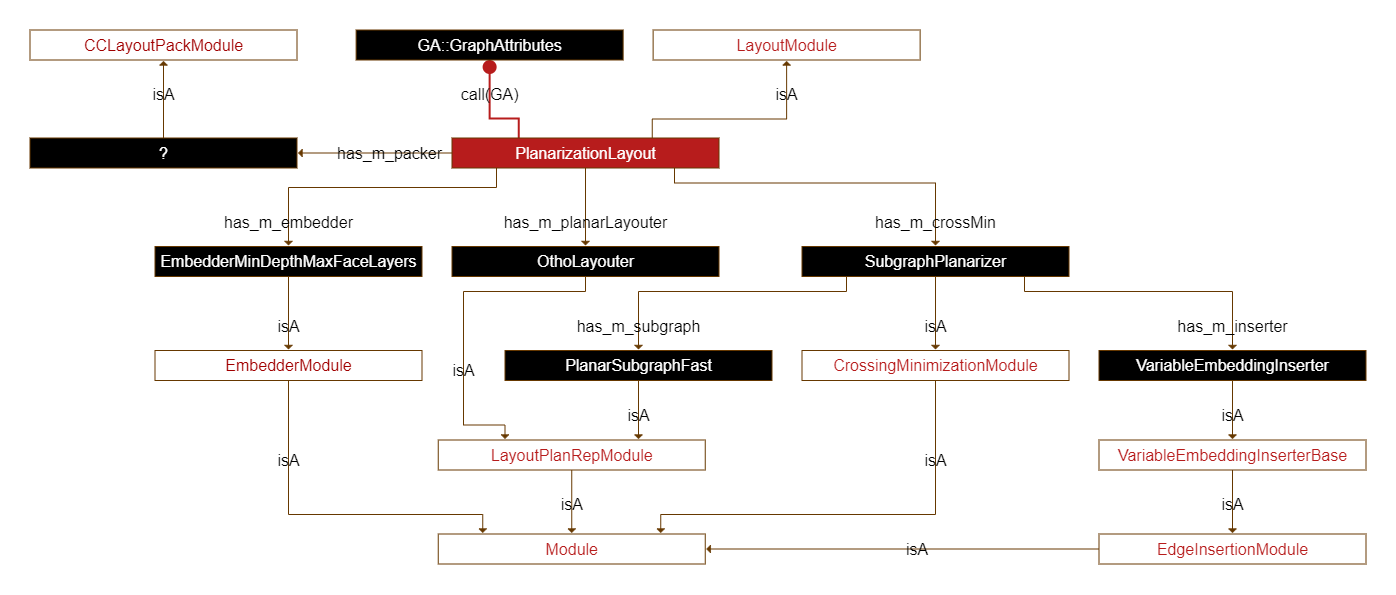 CCLayoutPackModule
GA::GraphAttributes
LayoutModule
isA
call(GA)
isA
?
has_m_packer
PlanarizationLayout
has_m_embedder
has_m_planarLayouter
has_m_crossMin
EmbedderMinDepthMaxFaceLayers
OthoLayouter
SubgraphPlanarizer
isA
has_m_subgraph
isA
has_m_inserter
EmbedderModule
isA
PlanarSubgraphFast
CrossingMinimizationModule
VariableEmbeddingInserter
isA
isA
LayoutPlanRepModule
VariableEmbeddingInserterBase
isA
isA
isA
isA
Module
isA
EdgeInsertionModule